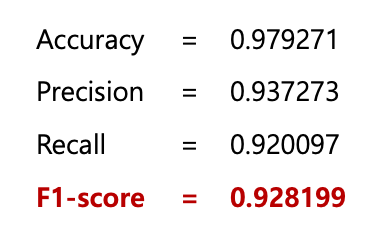 Accuracy = 0.979271
Precision = 0.937273
Recall = 0.920097
F1-score = 0.928199